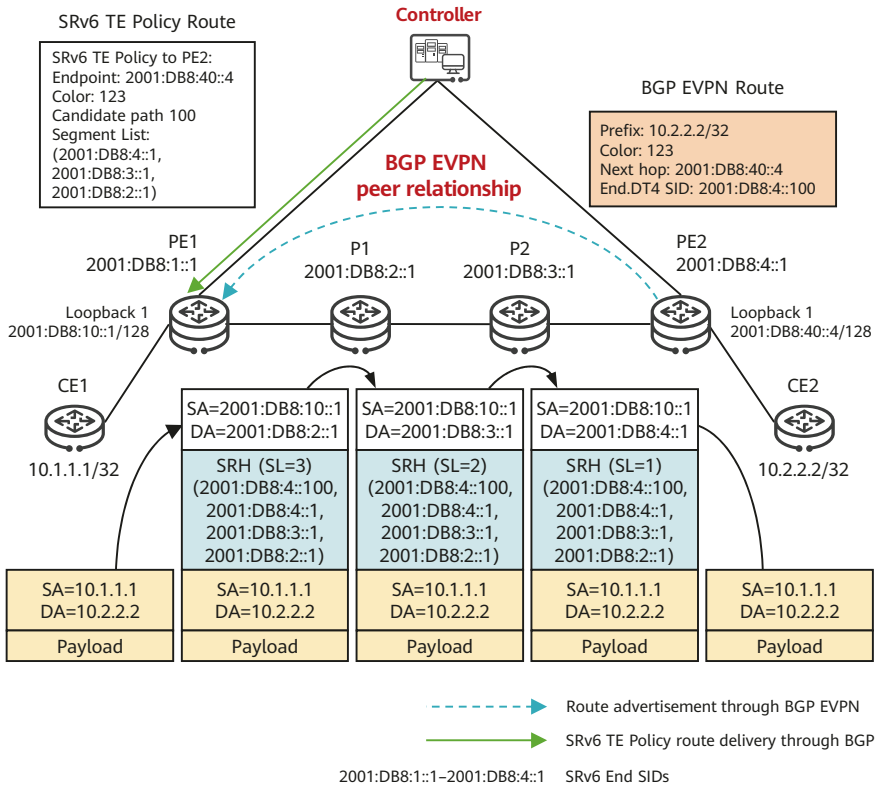 SRv6 TE Policy Route
Controller
SRv6 TE Policy to PE2:
Endpoint: 2001:DB8:40::4
Color: 123
Candidate path 100
Segment List:
(2001:DB8:4::1,
2001:DB8:3::1,
2001:DB8:2::1)
BGP EVPN Route
Prefix: 10.2.2.2/32
Color: 123
Next hop: 2001:DB8:40::4
End.DT4 SID: 2001:DB8:4::100
BGP EVPN
peer relationship
PE1
2001:DB8:1::1
P1
2001:DB8:2::1
P2
2001:DB8:3::1
PE2
2001:DB8:4::1
Loopback 1
2001:DB8:10::1/128
Loopback 1
2001:DB8:40::4/128
CE1
10.1.1.1/32
CE2
10.2.2.2/32
SA=10.1.1.1
DA=10.2.2.2
Payload
SA=2001:DB8:10::1
DA=2001:DB8:2::1
SRH (SL=3)
(2001:DB8:4::100,
2001:DB8:4::1,
2001:DB8:3::1,
2001:DB8:2::1)
SA=10.1.1.1
DA=10.2.2.2
Payload
SA=2001:DB8:10::1
DA=2001:DB8:3::1
SRH (SL=2)
(2001:DB8:4::100,
2001:DB8:4::1,
2001:DB8:3::1,
2001:DB8:2::1)
SA=10.1.1.1
DA=10.2.2.2
Payload
SA=2001:DB8:10::1
DA=2001:DB8:4::1
SRH (SL=1)
(2001:DB8:4::100,
2001:DB8:4::1,
2001:DB8:3::1,
2001:DB8:2::1)
SA=10.1.1.1
DA=10.2.2.2
Payload
SA=10.1.1.1
DA=10.2.2.2
Payload
Route advertisement through BGP EVPN
SRv6 TE Policy route delivery through BGP
2001:DB8:1::1–2001:DB8:4::1 SRv6 End SIDs